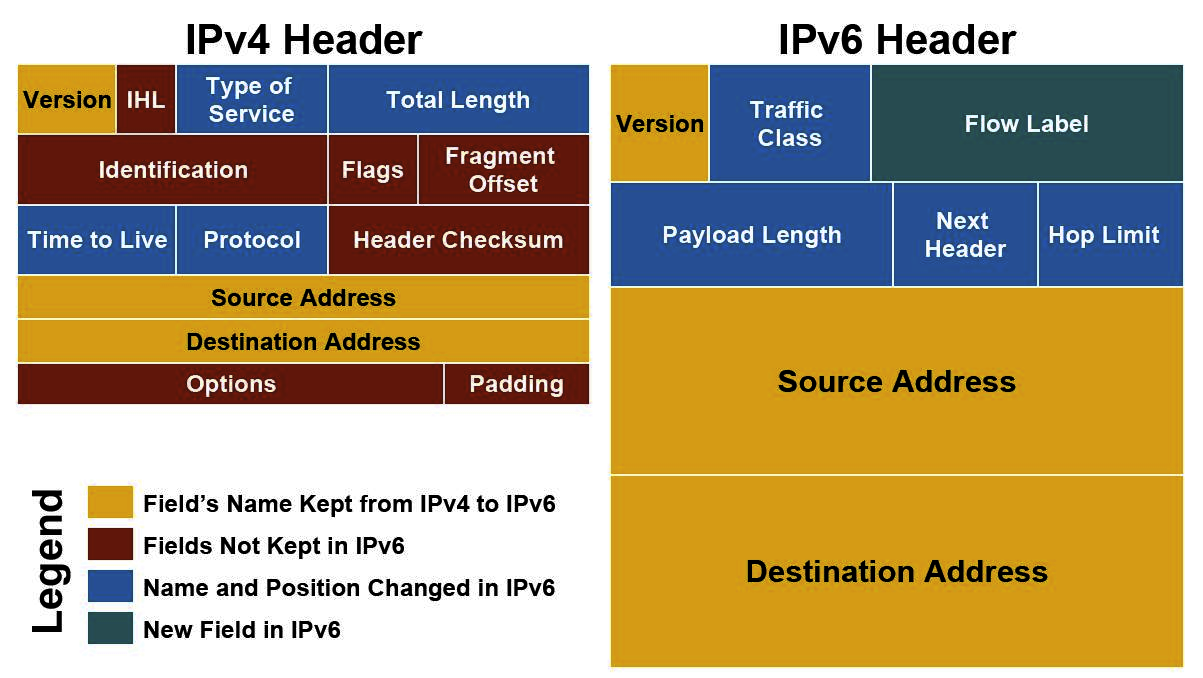 IPv4 Header
Version
IHL
Type of
Service
Total Length
Identification
Flags
Fragment
Offset
Time to Live
Protocol
Header Checksum
Source Address
Destination Address
Options
Padding
Legend
Field’s Name Kept from IPv4 to IPv6
Fields Not Kept in IPv6
Name and Position Changed in IPv6
New Field in IPv6
IPv6 Header
Version
Traffic
Class
Flow Label
Payload Length
Next
Header
Hop Limit
Source Address
Destination Address